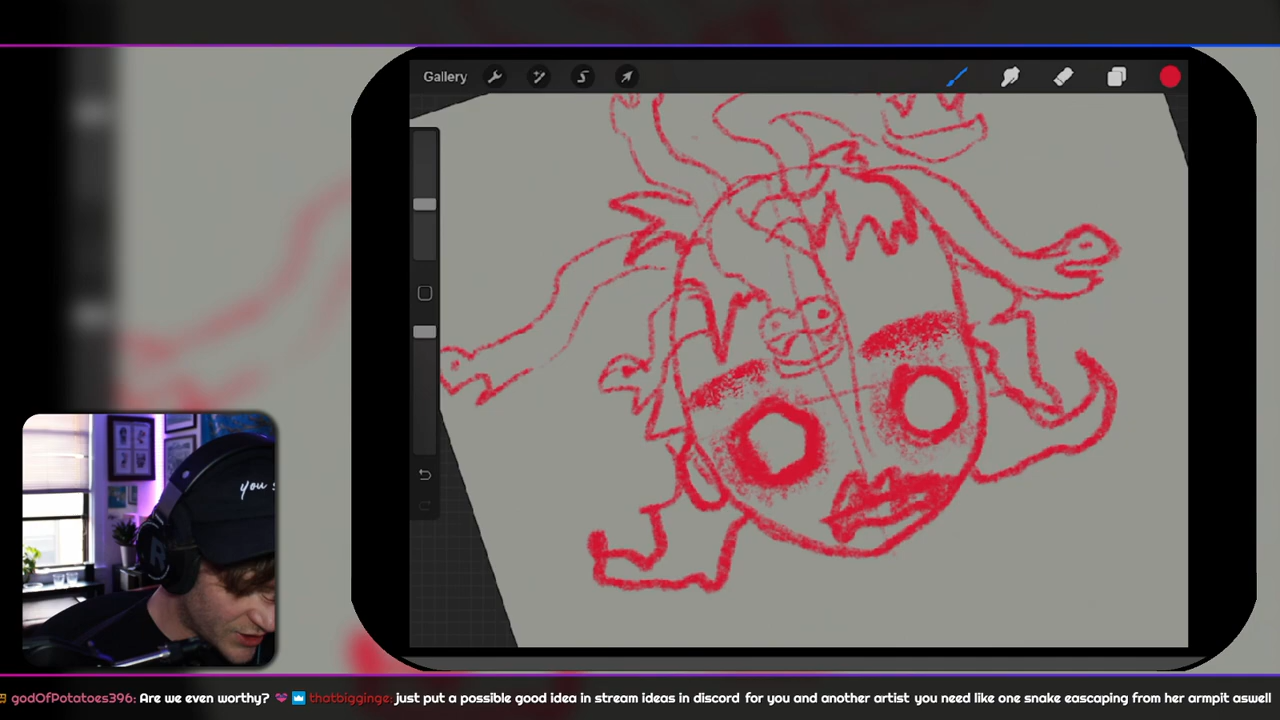 Gallery
you s
godOfPotatoes396: Are we even worthy? thatbigginge: just put a possible good idea in stream ideas in discord for you and another artist you need like one snake eascaping from her armpit aswell